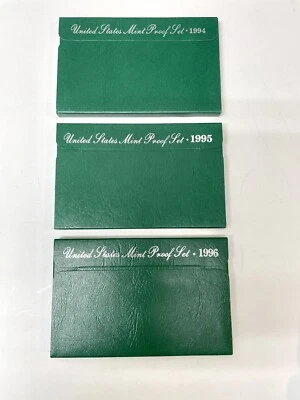 United States Mint Proof Set · 1994
United States Mint Proof Set · 1995
United States Mint Proof Set · 1996